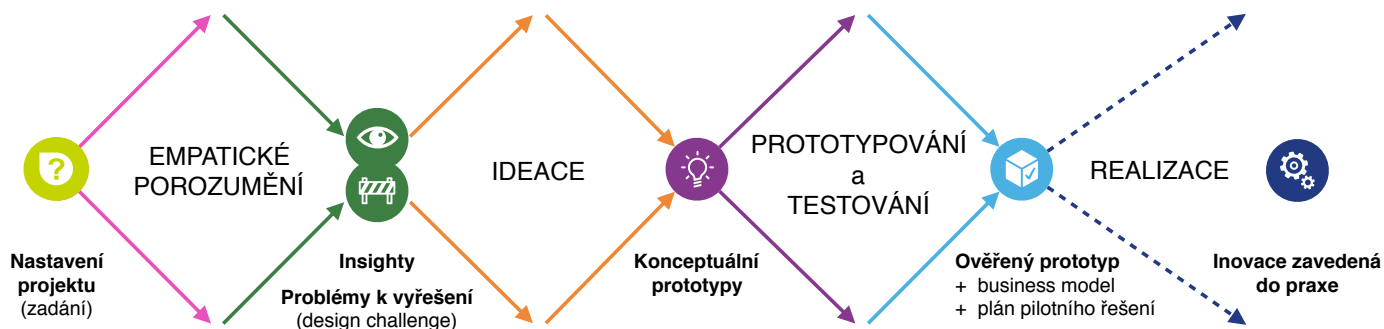 EMPATICKÉ
POROZUMĚNÍ
IDEACE
PROTOTYPOVÁNÍ
a
TESTOVÁNÍ
REALIZACE
?
Nastavení
projektu
(zadání)
Insighty
Problémy k vyřešení
(design challenge)
Konceptuální
prototypy
Ověřený prototyp
+ business model
+ plán pilotního řešení
Inovace zavedená
do praxe